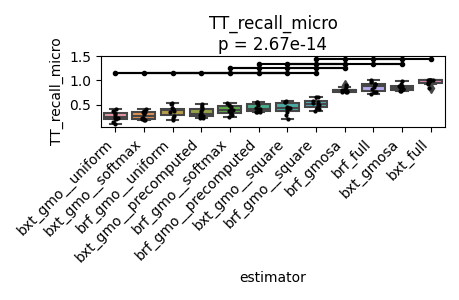 TT_recall_micro
p = 2.67e-14
TT_recall_micro
1.5
1.0
0.5
bxt_gmo__uniform
bxt_gmo__softmax
brf_gmo__uniform
bxt_gmo__precomputed
brf_gmo__softmax
brf_gmo__precomputed
bxt_gmo__square
brf_gmo__square
brf_gmosa
brf_full
bxt_gmosa
bxt_full
estimator